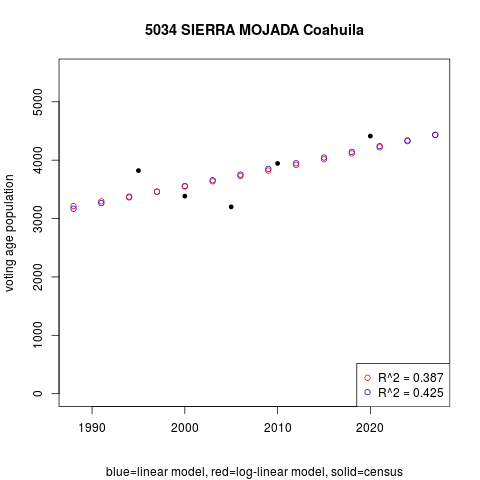 5034 SIERRA MOJADA Coahuila
voting age population
5000
4000
3000
2000
1000
0
R^2 = 0.387
R^2 = 0.425
1990 2000 2010 2020
blue=linear model, red=log-linear model, solid=census